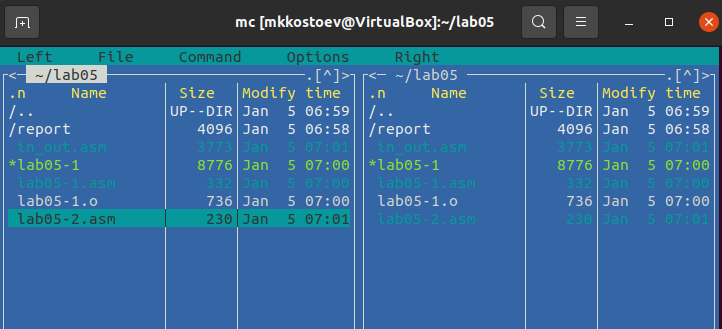 mc [mkkostoev@VirtualBox]:~/lab05
Left File Command Options Right
<─ ~/lab05 ─.[^]>  <─ ~/lab05 ─.[^]>
.n Name Size Modify time  .n Name Size Modify time
/.. UP--DIR Jan 5 06:59  /.. UP--DIR Jan 5 06:59
/report 4096 Jan 5 06:58  /report 4096 Jan 5 06:58
in_out.asm 3773 Jan 5 07:01  in_out.asm 3773 Jan 5 07:01
*lab05-1 8776 Jan 5 07:00  *lab05-1 8776 Jan 5 07:00
lab05-1.asm 332 Jan 5 07:00  lab05-1.asm 332 Jan 5 07:00
lab05-1.o 736 Jan 5 07:00  lab05-1.o 736 Jan 5 07:00
lab05-2.asm 230 Jan 5 07:01  lab05-2.asm 230 Jan 5 07:01